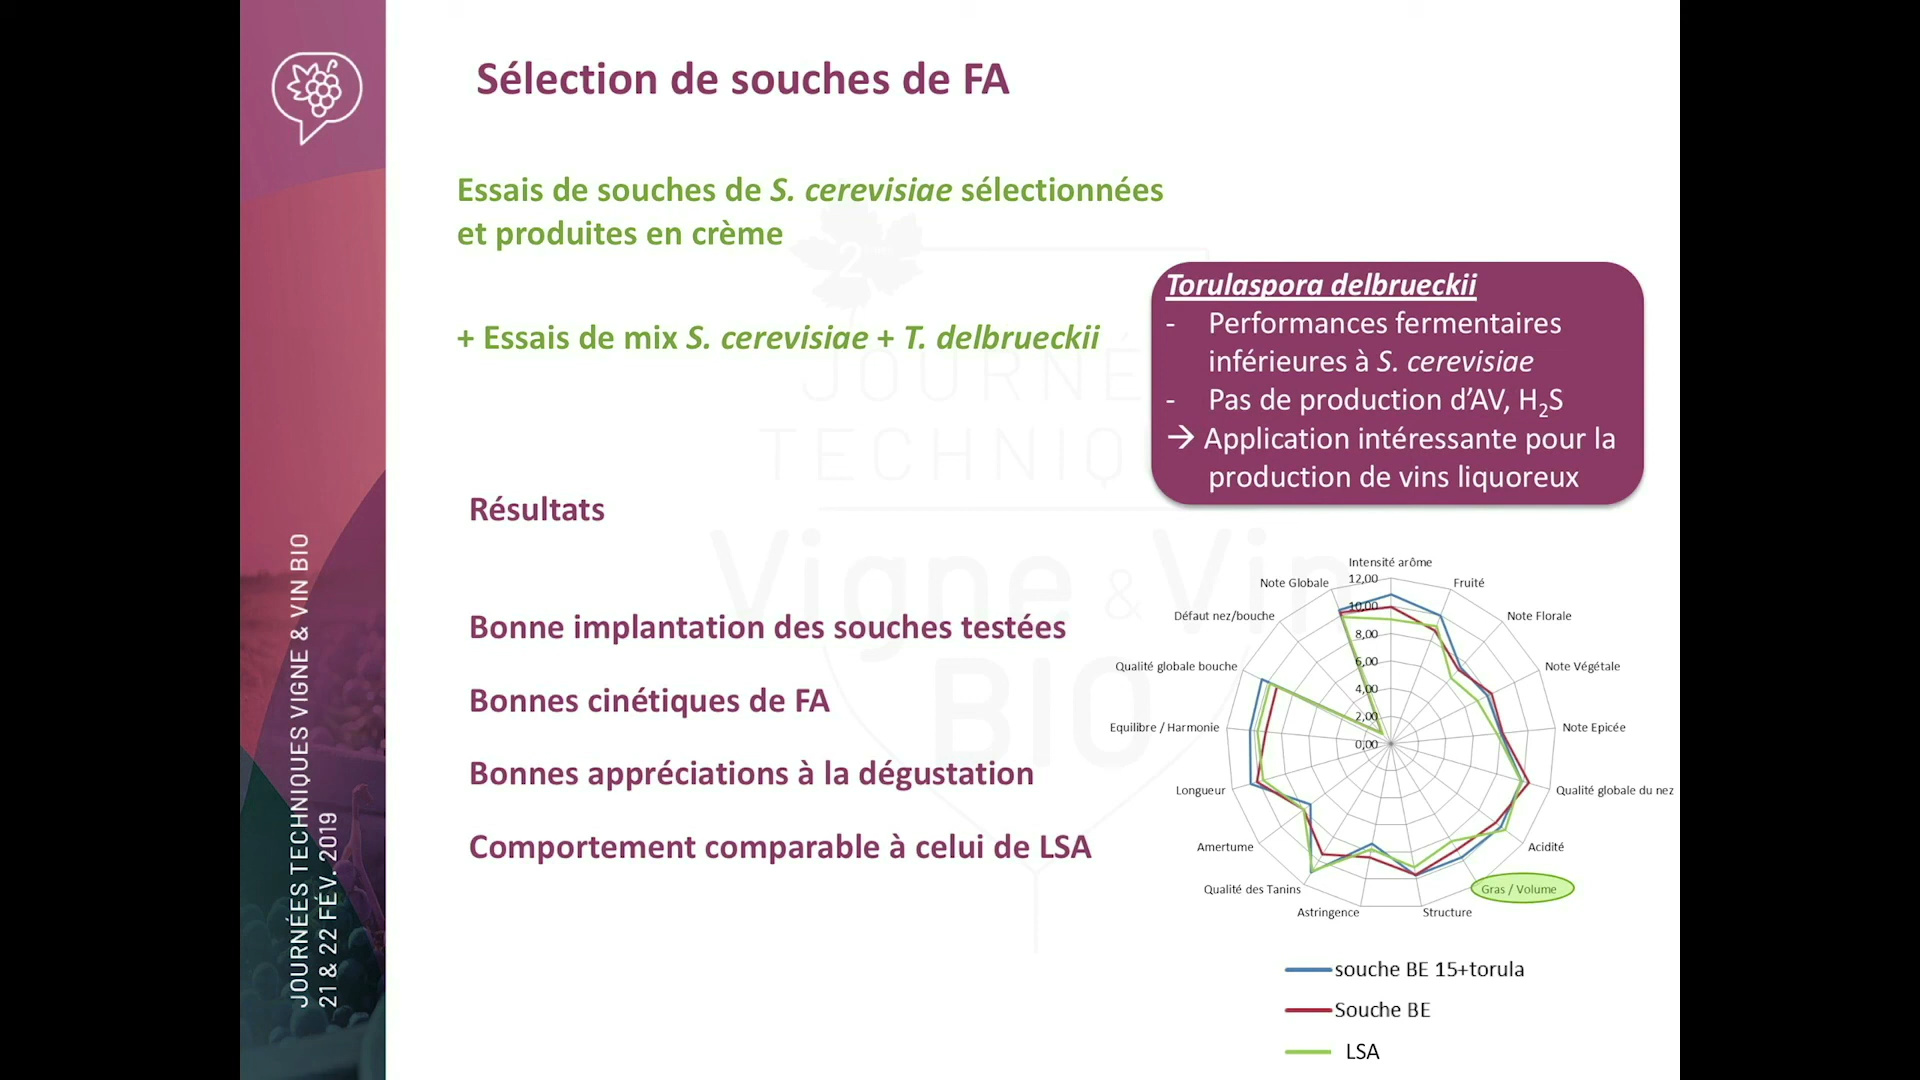 Sélection de souches de FA
Essais de souches de S. cerevisiae sélectionnées
et produites en crème
+ Essais de mix S. cerevisiae + T. delbrueckii
Torulaspora delbrueckii
- Performances fermentaires
inférieures à S. cerevisiae
- Pas de production d'AV, H₂S
→ Application intéressante pour la
production de vins liquoreux
Résultats
Bonne implantation des souches testées
Bonnes cinétiques de FA
Bonnes appréciations à la dégustation
Comportement comparable à celui de LSA
Intensité arôme
Fruité
Note Florale
Note Végétale
Note Epicée
Qualité globale du nez
Acidité
Gras / Volume
Structure
Astringence
Qualité des Tanins
Amertume
Longueur
Equilibre / Harmonie
Qualité globale bouche
Défaut nez/bouche
Note Globale
12,00
10,00
8,00
6,00
4,00
2,00
0,00
souche BE 15+torula
Souche BE
LSA
JOURNÉES TECHNIQUES VIGNE & VIN BIO
21 & 22 FÉV. 2019
2
JOURNÉ
TECHNIQU
Vigne & Vin
BIO